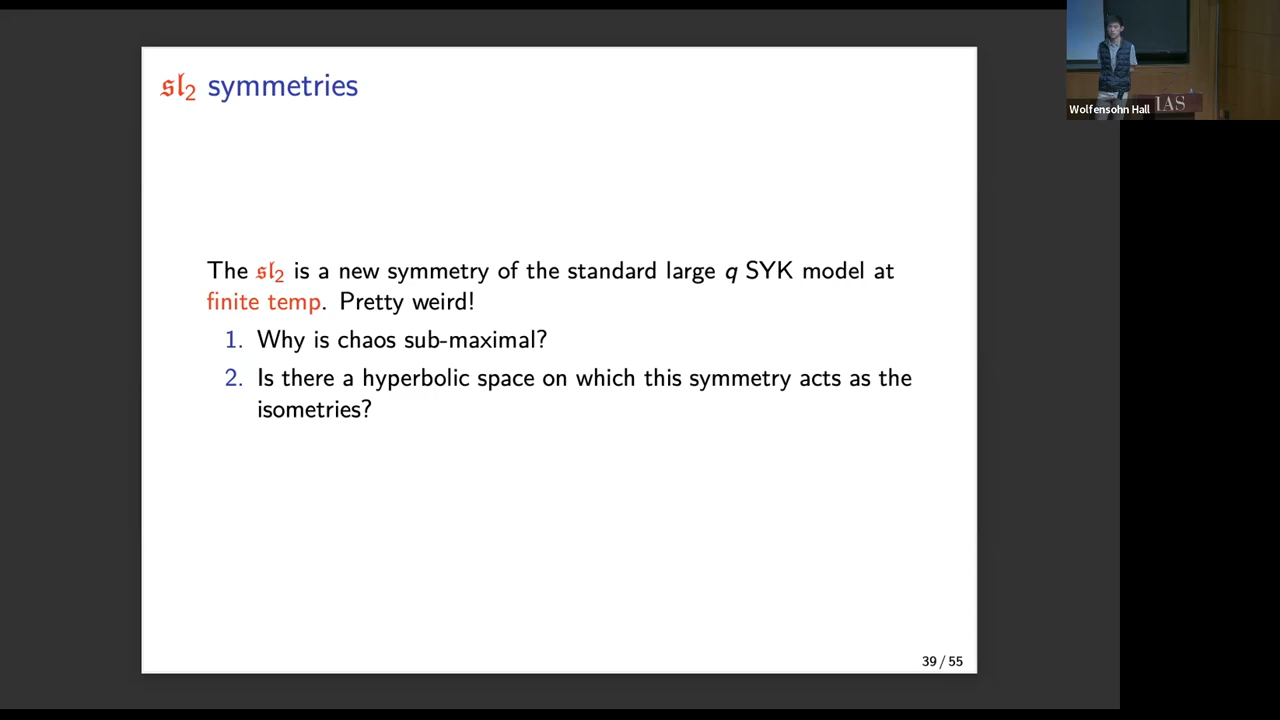 𝔰𝔩₂ symmetries
The 𝔰𝔩₂ is a new symmetry of the standard large q SYK model at
finite temp. Pretty weird!
1. Why is chaos sub-maximal?
2. Is there a hyperbolic space on which this symmetry acts as the
isometries?
39 / 55
Wolfensohn Hall
IAS